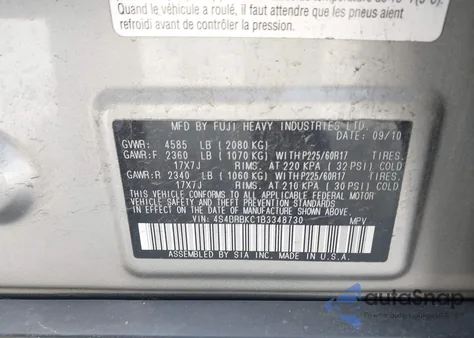 Quand le véhicule a roulé, il faut attendre que les pneus aient
refroidi avant de contrôler la pression.
MFD BY FUJI HEAVY INDUSTRIES LTD.
DATE: 09/10
GVWR: 4585 LB (2080 KG)
GAWR:F 2360 LB (1070 KG) WITH P225/60R17 TIRES.
17X7J RIMS. AT 220 KPA ( 32 PSI) COLD
GAWR:R 2340 LB (1060 KG) WITH P225/60R17 TIRES.
17X7J RIMS. AT 210 KPA ( 30 PSI) COLD
THIS VEHICLE CONFORMS TO ALL APPLICABLE FEDERAL MOTOR
VEHICLE SAFETY, BUMPER AND THEFT PREVENTION STANDARDS
IN EFFECT ON THE DATE OF MANUFACTURE SHOWN ABOVE.
VIN: 4S4BRBKC1B3348730 MPV
ASSEMBLED BY SIA INC. MADE IN U.S.A.
autoSnap